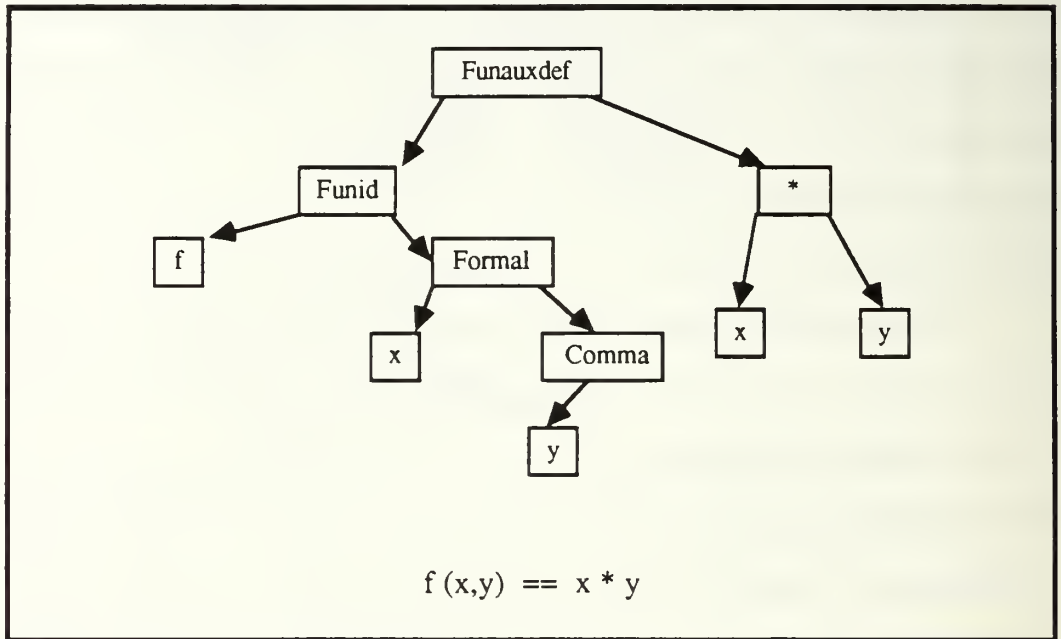 Funauxdef
Funid
*
f
Formal
x
Comma
x
y
y
f (x,y) == x * y